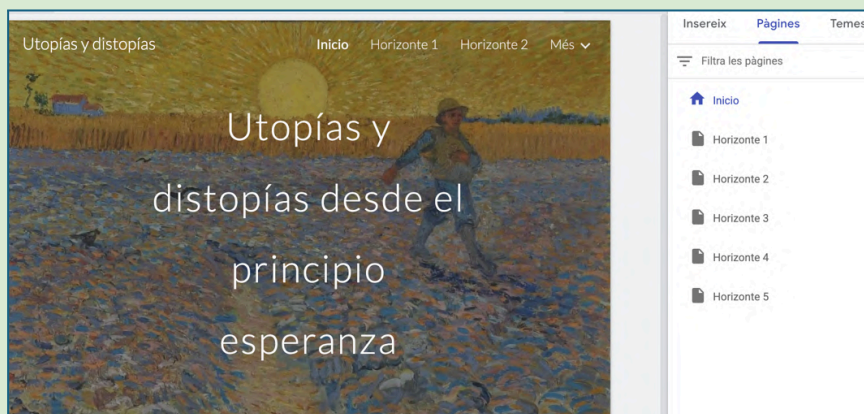 Utopías y distopías
Inicio Horizonte 1 Horizonte 2 Més
Utopías y
distopías desde el
principio
esperanza
Insereix Pàgines Temes
Filtra les pàgines
Inicio
Horizonte 1
Horizonte 2
Horizonte 3
Horizonte 4
Horizonte 5